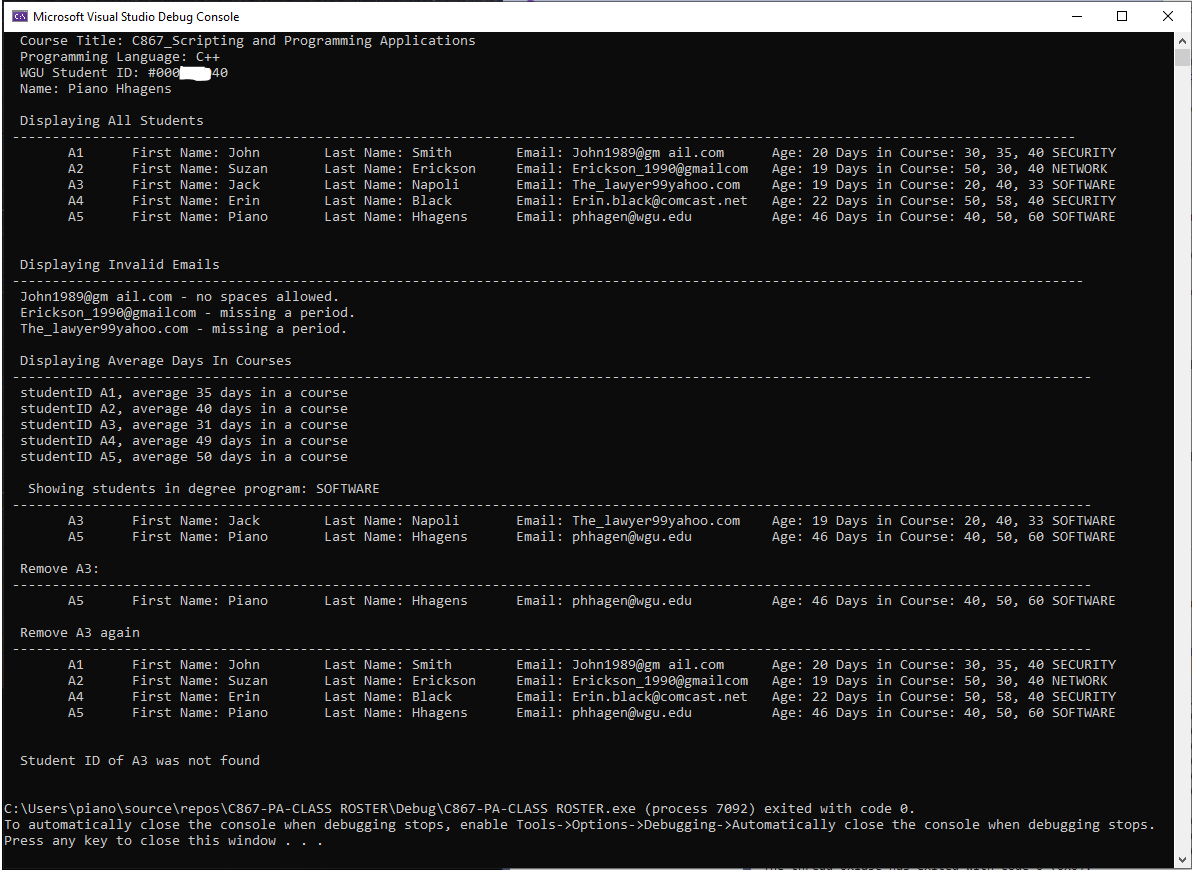 Microsoft Visual Studio Debug Console
Course Title: C867_Scripting and Programming Applications
Programming Language: C++
WGU Student ID: #000 40
Name: Piano Hhagens
Displaying All Students
--------------------------------------------------------------------------------------------------------------------------------------
A1 First Name: John Last Name: Smith Email: John1989@gm ail.com Age: 20 Days in Course: 30, 35, 40 SECURITY
A2 First Name: Suzan Last Name: Erickson Email: Erickson_1990@gmailcom Age: 19 Days in Course: 50, 30, 40 NETWORK
A3 First Name: Jack Last Name: Napoli Email: The_lawyer99yahoo.com Age: 19 Days in Course: 20, 40, 33 SOFTWARE
A4 First Name: Erin Last Name: Black Email: Erin.black@comcast.net Age: 22 Days in Course: 50, 58, 40 SECURITY
A5 First Name: Piano Last Name: Hhagens Email: phhagen@wgu.edu Age: 46 Days in Course: 40, 50, 60 SOFTWARE
Displaying Invalid Emails
--------------------------------------------------------------------------------------------------------------------------------------
John1989@gm ail.com - no spaces allowed.
Erickson_1990@gmailcom - missing a period.
The_lawyer99yahoo.com - missing a period.
Displaying Average Days In Courses
--------------------------------------------------------------------------------------------------------------------------------------
studentID A1, average 35 days in a course
studentID A2, average 40 days in a course
studentID A3, average 31 days in a course
studentID A4, average 49 days in a course
studentID A5, average 50 days in a course
Showing students in degree program: SOFTWARE
--------------------------------------------------------------------------------------------------------------------------------------
A3 First Name: Jack Last Name: Napoli Email: The_lawyer99yahoo.com Age: 19 Days in Course: 20, 40, 33 SOFTWARE
A5 First Name: Piano Last Name: Hhagens Email: phhagen@wgu.edu Age: 46 Days in Course: 40, 50, 60 SOFTWARE
Remove A3:
--------------------------------------------------------------------------------------------------------------------------------------
A5 First Name: Piano Last Name: Hhagens Email: phhagen@wgu.edu Age: 46 Days in Course: 40, 50, 60 SOFTWARE
Remove A3 again
--------------------------------------------------------------------------------------------------------------------------------------
A1 First Name: John Last Name: Smith Email: John1989@gm ail.com Age: 20 Days in Course: 30, 35, 40 SECURITY
A2 First Name: Suzan Last Name: Erickson Email: Erickson_1990@gmailcom Age: 19 Days in Course: 50, 30, 40 NETWORK
A4 First Name: Erin Last Name: Black Email: Erin.black@comcast.net Age: 22 Days in Course: 50, 58, 40 SECURITY
A5 First Name: Piano Last Name: Hhagens Email: phhagen@wgu.edu Age: 46 Days in Course: 40, 50, 60 SOFTWARE
Student ID of A3 was not found
C:\Users\piano\source\repos\C867-PA-CLASS ROSTER\Debug\C867-PA-CLASS ROSTER.exe (process 7092) exited with code 0.
To automatically close the console when debugging stops, enable Tools->Options->Debugging->Automatically close the console when debugging stops.
Press any key to close this window . . .